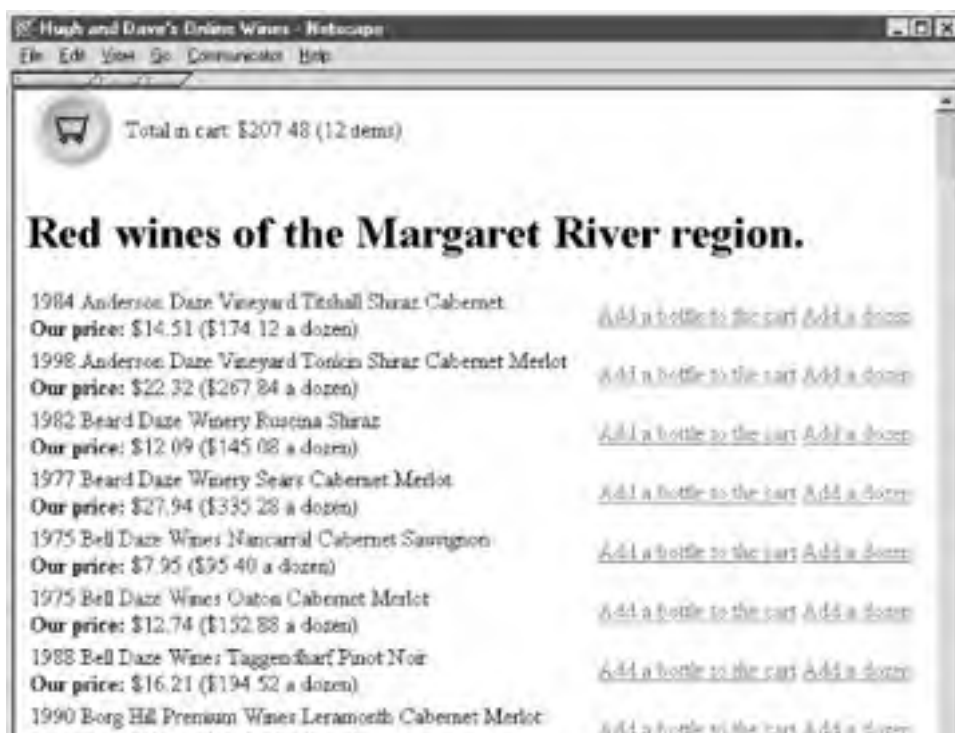 Hugh and Dave's Online Wines - Netscape
File Edit View Go Communicator Help
Total in cart: $207.48 (12 items)
Red wines of the Margaret River region.
1984 Anderson Daze Vineyard Titshall Shiraz Cabernet
Our price: $14.51 ($174.12 a dozen)
Add a bottle to the cart Add a dozen
1998 Anderson Daze Vineyard Tonkin Shiraz Cabernet Merlot
Our price: $22.32 ($267.84 a dozen)
Add a bottle to the cart Add a dozen
1982 Beard Daze Winery Ruscina Shiraz
Our price: $12.09 ($145.08 a dozen)
Add a bottle to the cart Add a dozen
1977 Beard Daze Winery Sears Cabernet Merlot
Our price: $27.94 ($335.28 a dozen)
Add a bottle to the cart Add a dozen
1975 Bell Daze Wines Nancarral Cabernet Sauvignon
Our price: $7.95 ($95.40 a dozen)
Add a bottle to the cart Add a dozen
1975 Bell Daze Wines Oaton Cabernet Merlot
Our price: $12.74 ($152.88 a dozen)
Add a bottle to the cart Add a dozen
1988 Bell Daze Wines Taggendharf Pinot Noir
Our price: $16.21 ($194.52 a dozen)
Add a bottle to the cart Add a dozen
1990 Borg Hill Premium Wines Leramonth Cabernet Merlot
Add a bottle to the cart Add a dozen